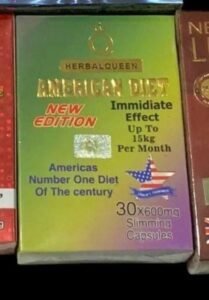 HERBALQUEEN
AMERICAN DIET
NEW
EDITION
Immidiate
Effect
Up To
15kg
Per Month
Americas
Number One Diet
Of The century
30x600mg
Slimming
Capsules
NE
L